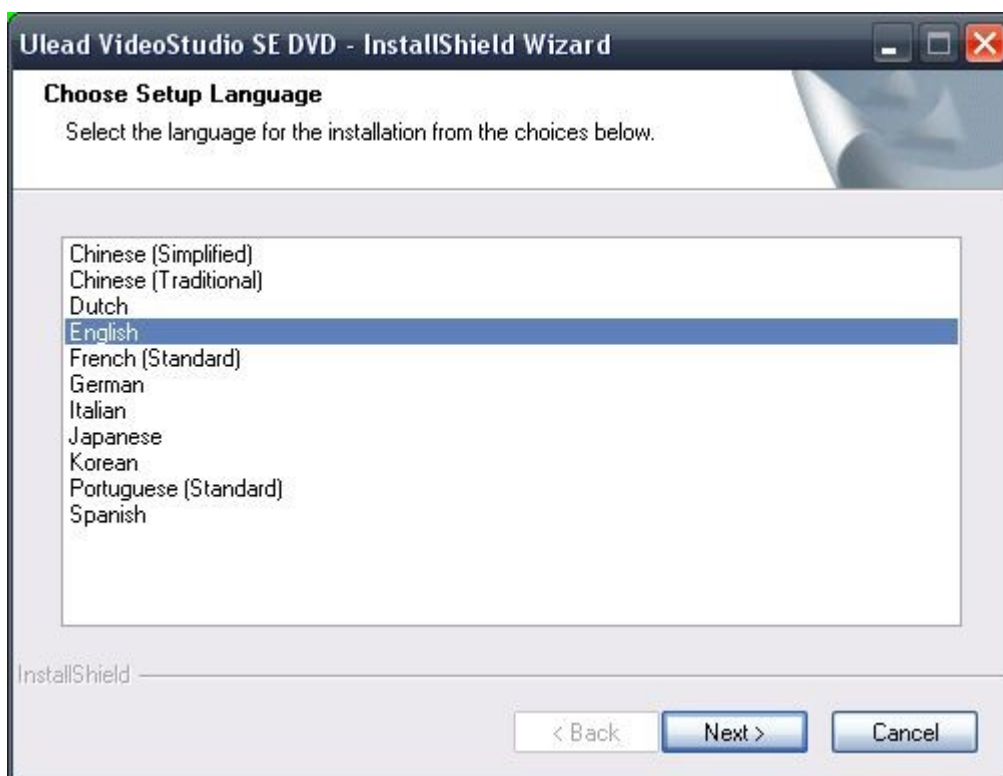 Ulead VideoStudio SE DVD - InstallShield Wizard
Choose Setup Language
Select the language for the installation from the choices below.
Chinese (Simplified)
Chinese (Traditional)
Dutch
English
French (Standard)
German
Italian
Japanese
Korean
Portuguese (Standard)
Spanish
InstallShield
< Back Next > Cancel